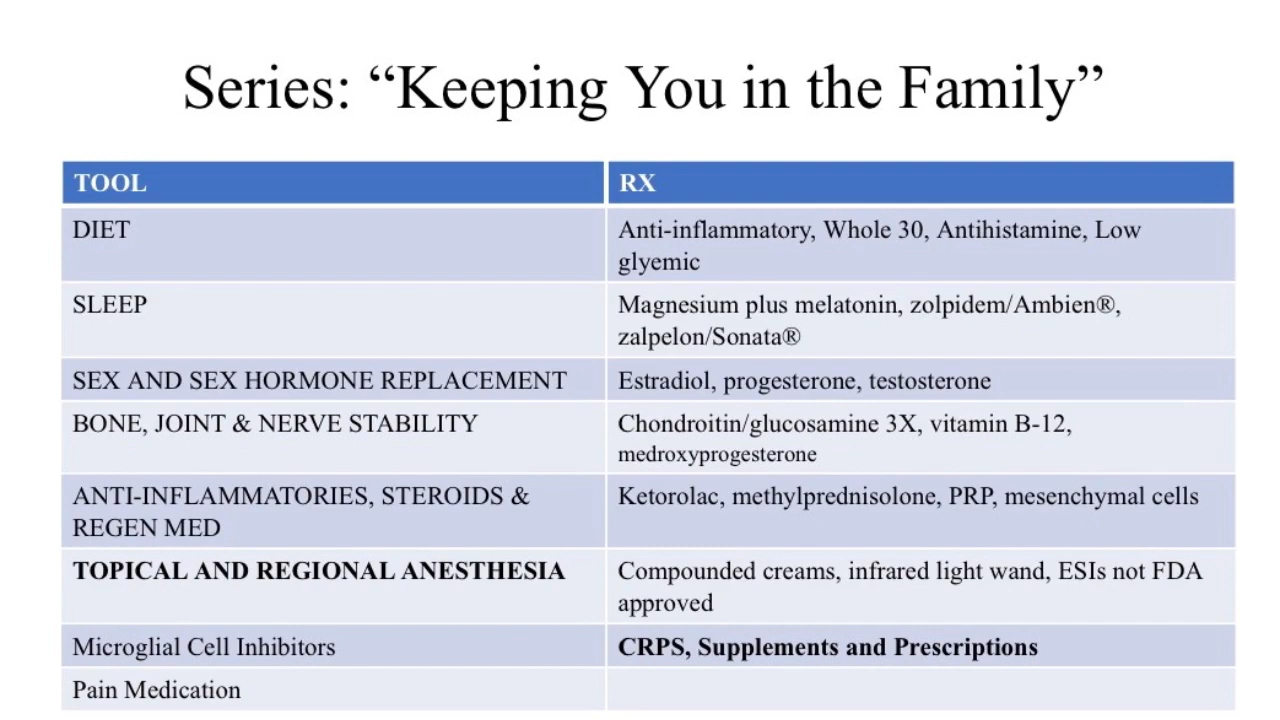 Series: “Keeping You in the Family”
TOOL
RX
DIET
Anti-inflammatory, Whole 30, Antihistamine, Low
glyemic
SLEEP
Magnesium plus melatonin, zolpidem/Ambien®,
zalpelon/Sonata®
SEX AND SEX HORMONE REPLACEMENT
Estradiol, progesterone, testosterone
BONE, JOINT & NERVE STABILITY
Chondroitin/glucosamine 3X, vitamin B-12,
medroxyprogesterone
ANTI-INFLAMMATORIES, STEROIDS &
REGEN MED
Ketorolac, methylprednisolone, PRP, mesenchymal cells
TOPICAL AND REGIONAL ANESTHESIA
Compounded creams, infrared light wand, ESIs not FDA
approved
Microglial Cell Inhibitors
CRPS, Supplements and Prescriptions
Pain Medication